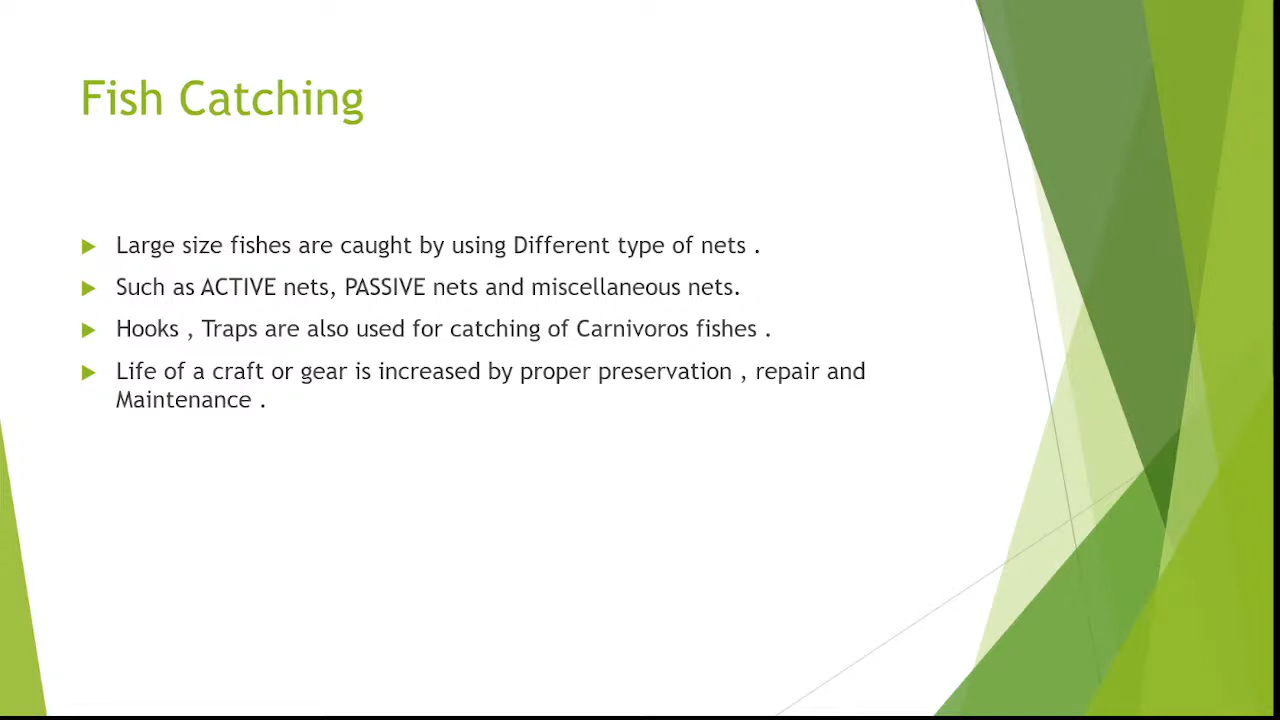 Fish Catching
Large size fishes are caught by using Different type of nets .
Such as ACTIVE nets, PASSIVE nets and miscellaneous nets.
Hooks , Traps are also used for catching of Carnivoros fishes .
Life of a craft or gear is increased by proper preservation , repair and
Maintenance .